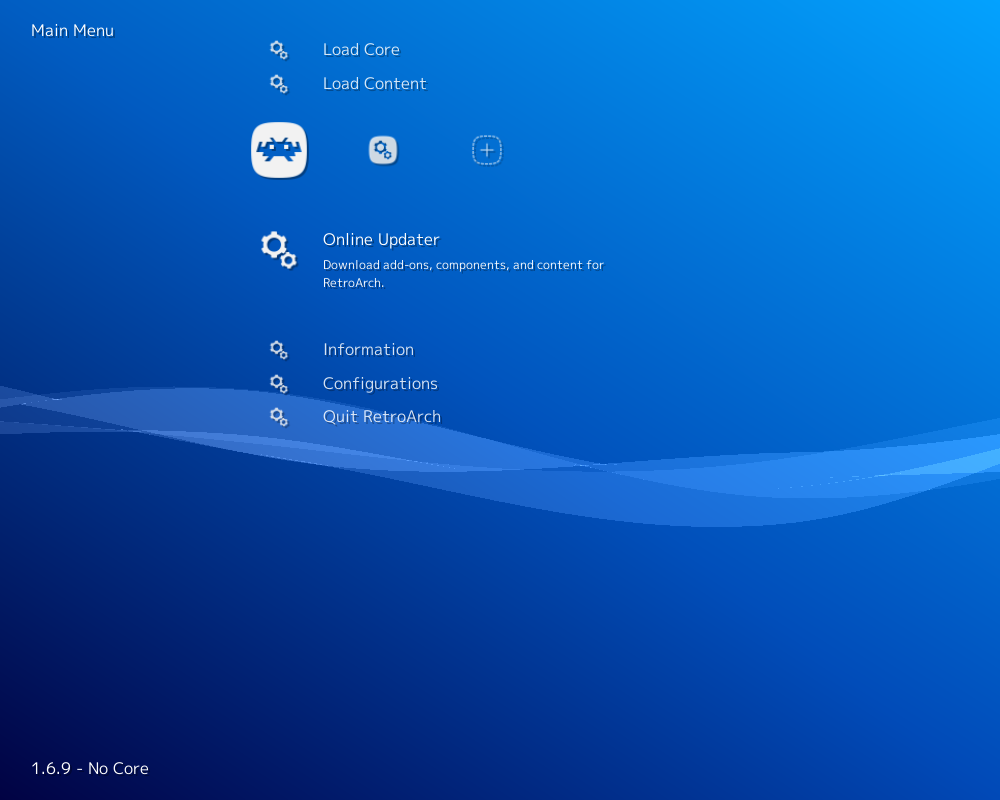 Main Menu
Load Core
Load Content
Online Updater
Download add-ons, components, and content for
RetroArch.
Information
Configurations
Quit RetroArch
1.6.9 - No Core